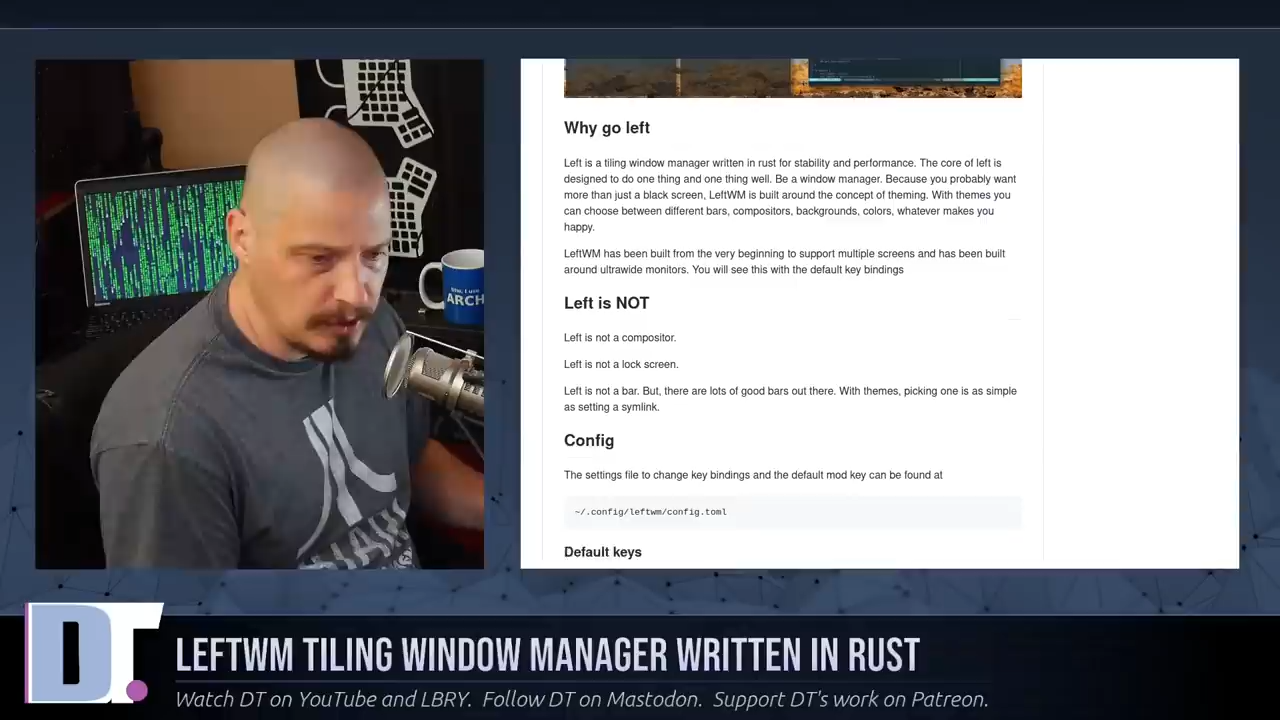 Why go left
Left is a tiling window manager written in rust for stability and performance. The core of left is
designed to do one thing and one thing well. Be a window manager. Because you probably want
more than just a black screen, LeftWM is built around the concept of theming. With themes you
can choose between different bars, compositors, backgrounds, colors, whatever makes you
happy.
LeftWM has been built from the very beginning to support multiple screens and has been built
around ultrawide monitors. You will see this with the default key bindings
Left is NOT
Left is not a compositor.
Left is not a lock screen.
Left is not a bar. But, there are lots of good bars out there. With themes, picking one is as simple
as setting a symlink.
Config
The settings file to change key bindings and the default mod key can be found at
~/.config/leftwm/config.toml
Default keys
ARCH
DT.
LEFTWM TILING WINDOW MANAGER WRITTEN IN RUST
Watch DT on YouTube and LBRY. Follow DT on Mastodon. Support DT's work on Patreon.